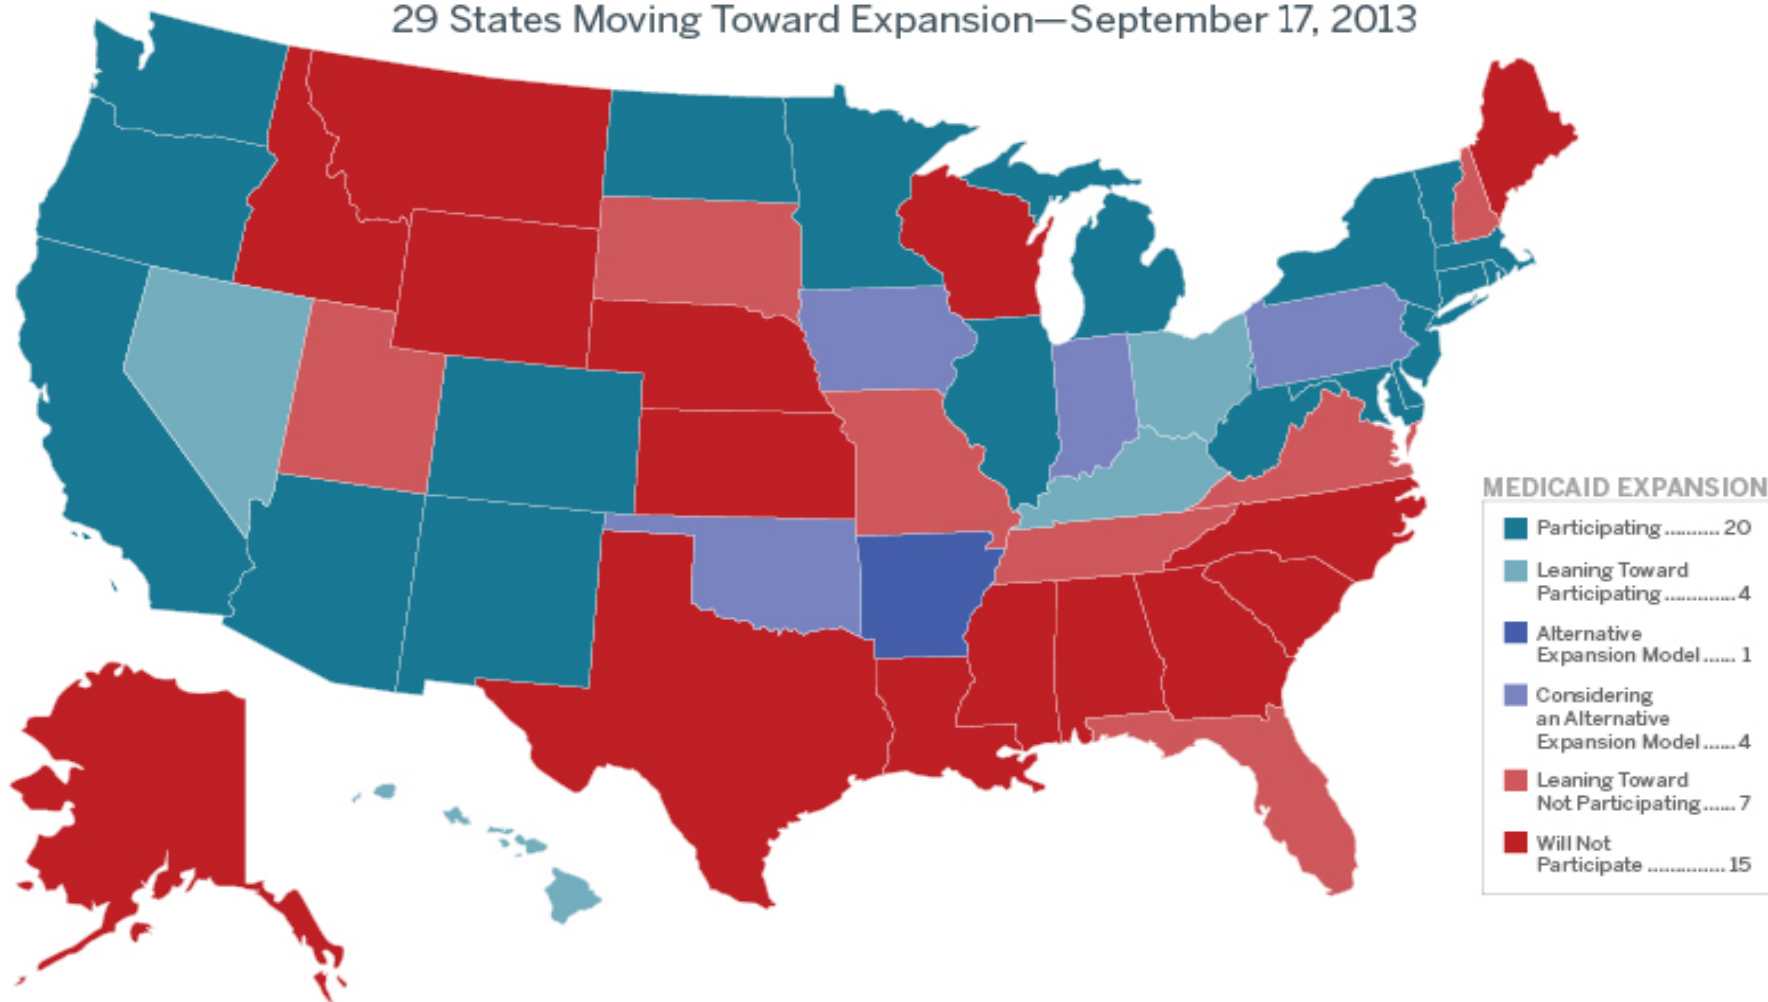 29 States Moving Toward Expansion—September 17, 2013
MEDICAID EXPANSION
Participating .......... 20
Leaning Toward
Participating ............. 4
Alternative
Expansion Model ...... 1
Considering
an Alternative
Expansion Model ...... 4
Leaning Toward
Not Participating ...... 7
Will Not
Participate .............. 15